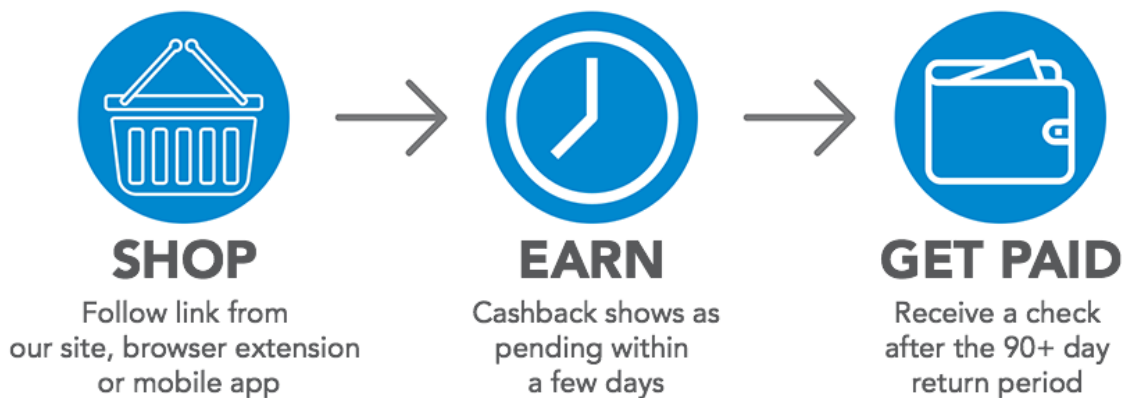 SHOP
Follow link from
our site, browser extension
or mobile app
EARN
Cashback shows as
pending within
a few days
GET PAID
Receive a check
after the 90+ day
return period